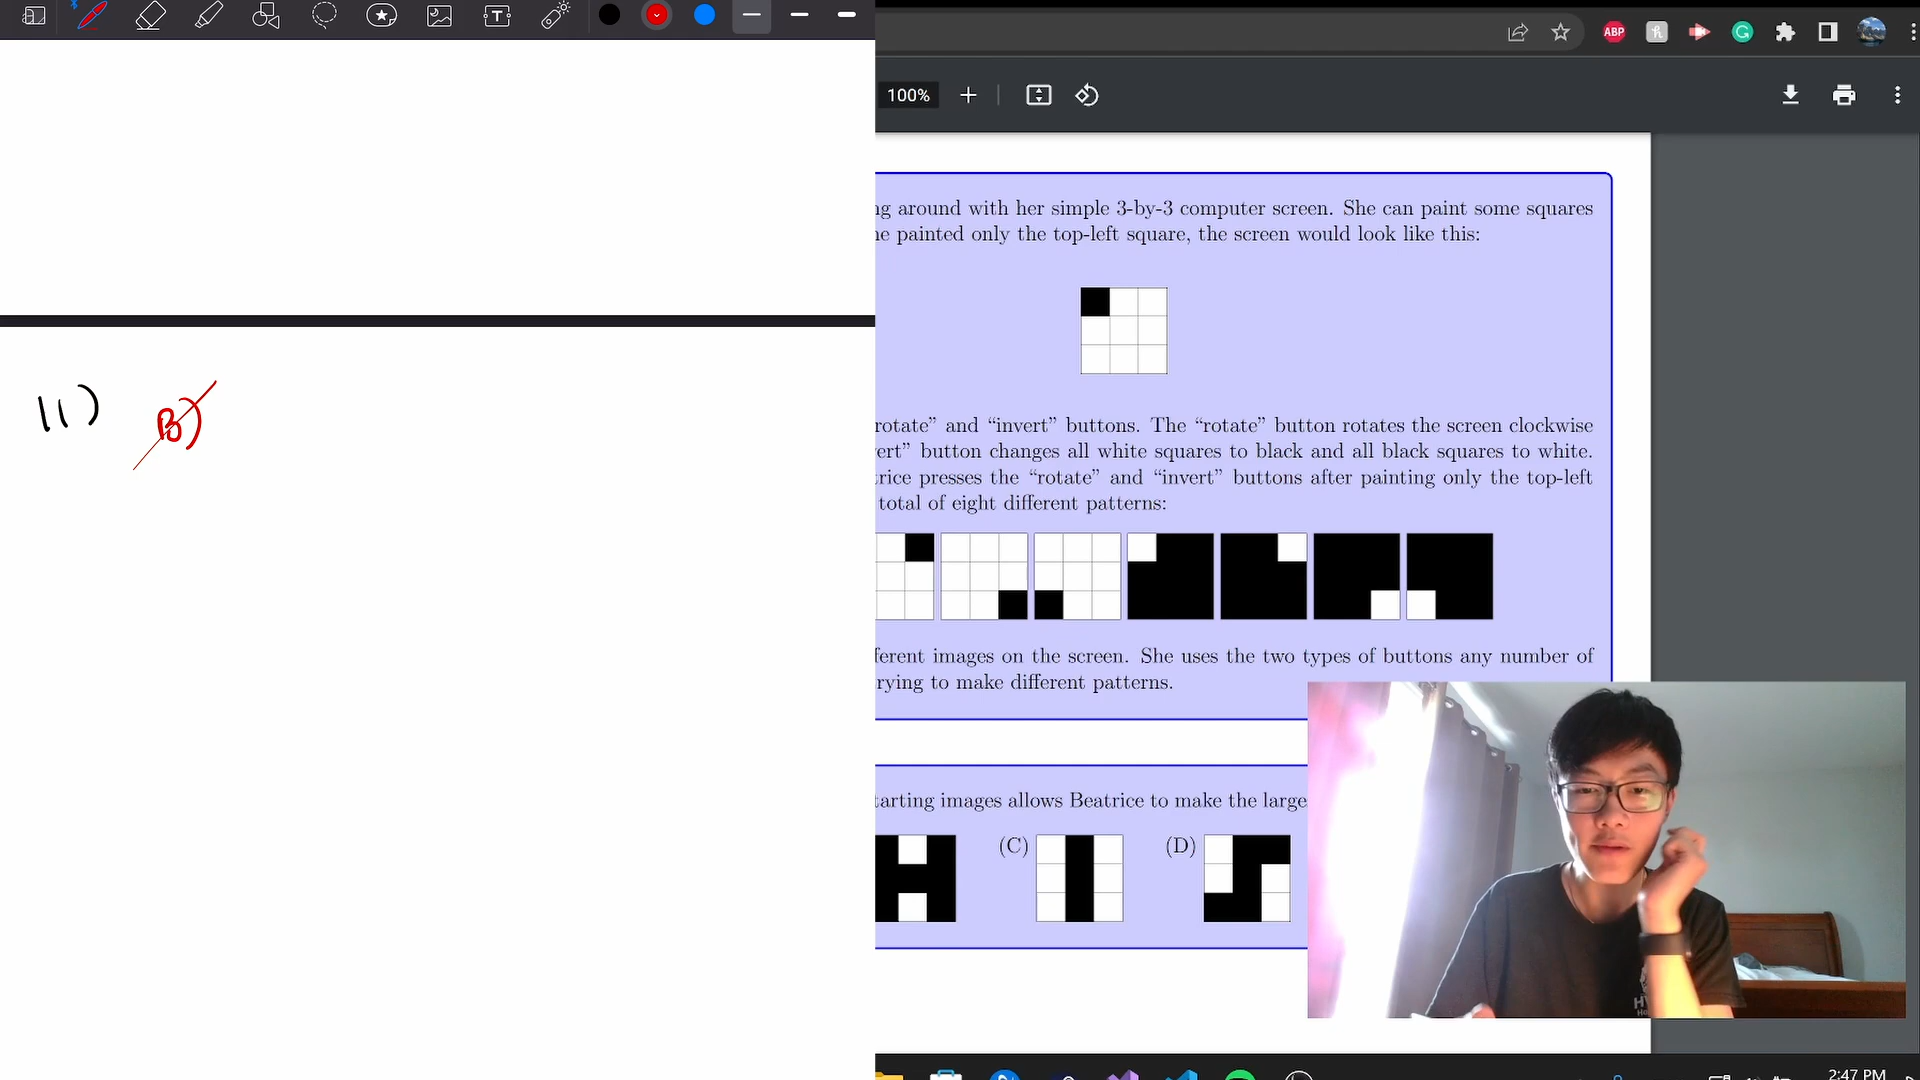 T
ABP
100%
ng around with her simple 3-by-3 computer screen. She can paint some squares
ne painted only the top-left square, the screen would look like this:
11) B)
rotate” and “invert” buttons. The “rotate” button rotates the screen clockwise
ert” button changes all white squares to black and all black squares to white.
trice presses the “rotate” and “invert” buttons after painting only the top-left
total of eight different patterns:
ferent images on the screen. She uses the two types of buttons any number of
rying to make different patterns.
tarting images allows Beatrice to make the large
(C) (D)
2:47 PM